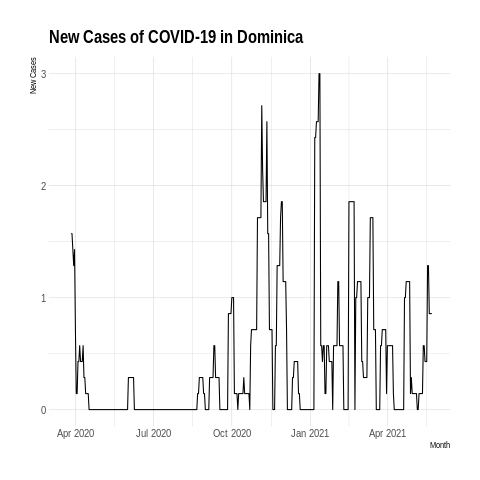 New Cases of COVID-19 in Dominica
New Cases
3
2
1
0
Apr 2020 Jul 2020 Oct 2020 Jan 2021 Apr 2021
Month